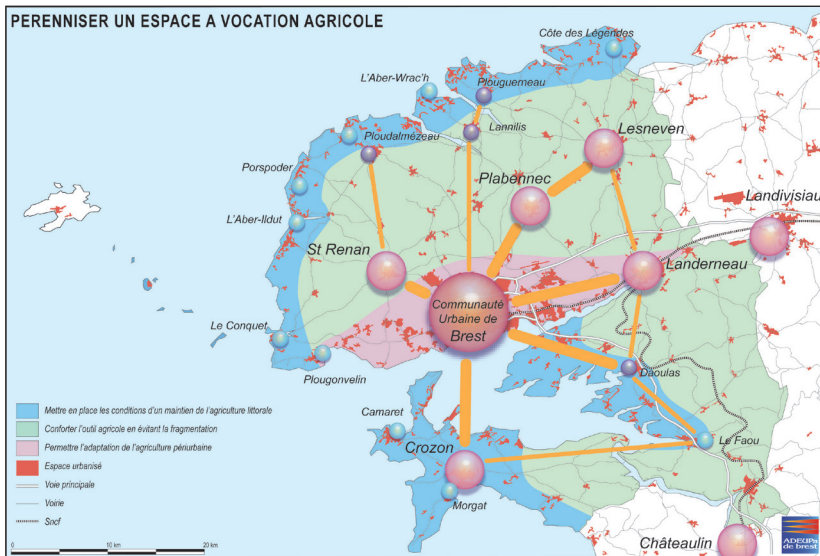 PERENNISER UN ESPACE A VOCATION AGRICOLE
Côte des Légendes
L'Aber-Wrac'h
Plouguerneau
Lannilis
Lesneven
Ploudalmézeau
Porspoder
Plabennec
Landivisiau
L'Aber-Ildut
St Renan
Landerneau
Communauté
Urbaine de
Brest
Le Conquet
Plougonvelin
Daoulas
Camaret
Crozon
Le Faou
Morgat
Châteaulin
Mettre en place les conditions d'un maintien de l'agriculture littorale
Conforter l'outil agricole en évitant la fragmentation
Permettre l'adaptation de l'agriculture périurbaine
Espace urbanisé
Voie principale
Voirie
Sncf
0
10 km
20 km
ADEUPa
de brest